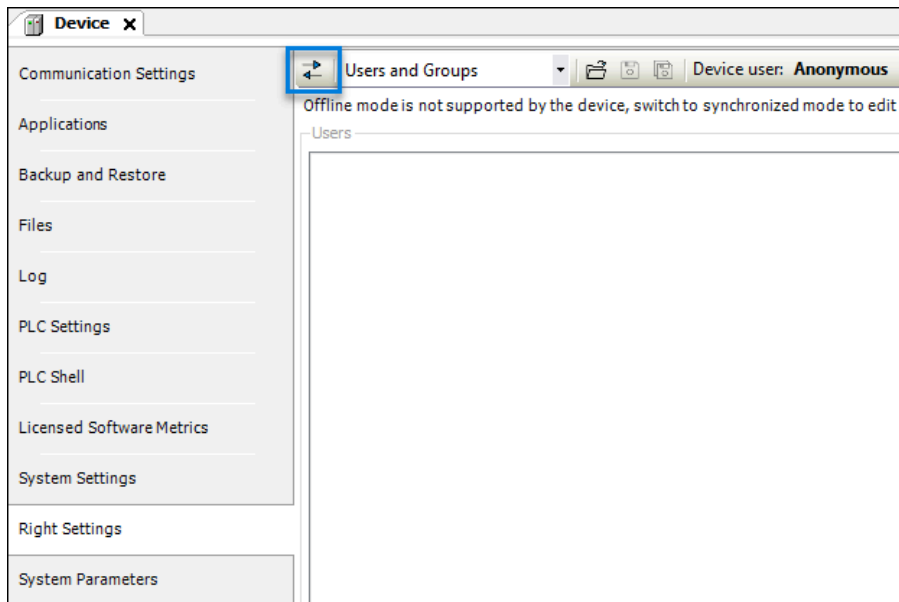 Device
Communication Settings
Applications
Backup and Restore
Files
Log
PLC Settings
PLC Shell
Licensed Software Metrics
System Settings
Right Settings
System Parameters
Users and Groups
Device user: Anonymous
Offline mode is not supported by the device, switch to synchronized mode to edit
Users